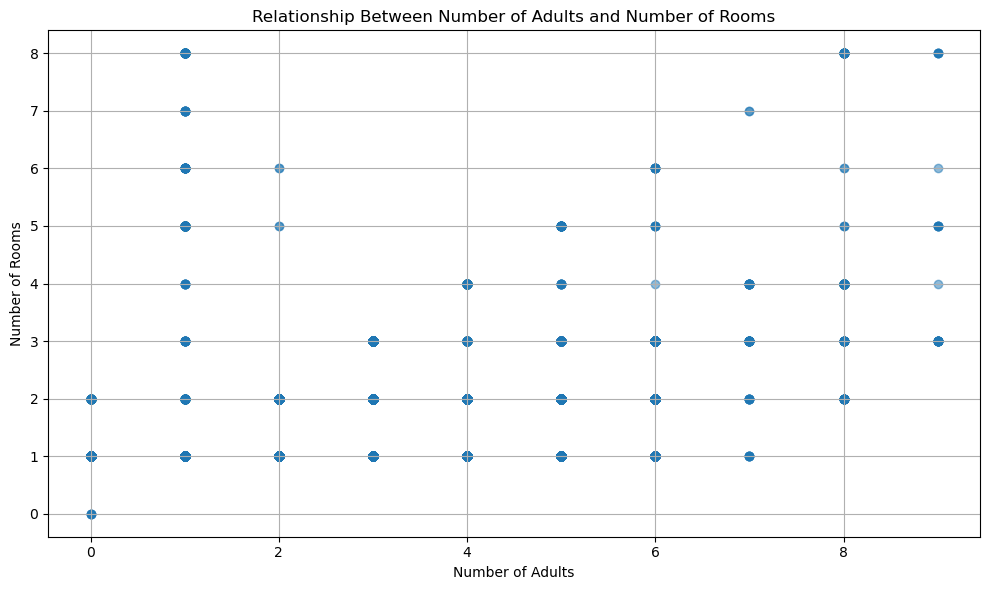 Relationship Between Number of Adults and Number of Rooms
8
7
6
5
4
3
2
1
0
Number of Rooms
0 2 4 6 8
Number of Adults